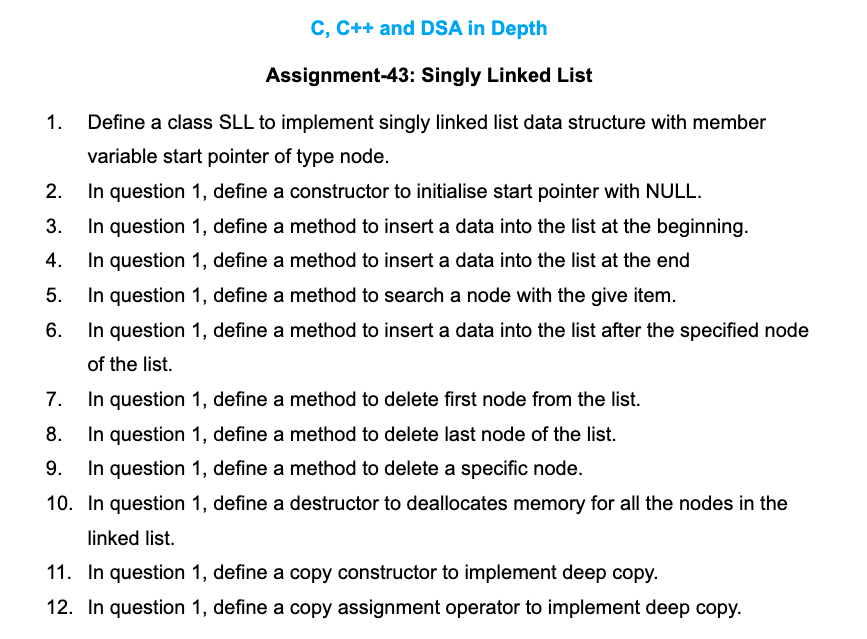 C, C++ and DSA in Depth
Assignment-43: Singly Linked List
1. Define a class SLL to implement singly linked list data structure with member
variable start pointer of type node.
2. In question 1, define a constructor to initialise start pointer with NULL.
3. In question 1, define a method to insert a data into the list at the beginning.
4. In question 1, define a method to insert a data into the list at the end
5. In question 1, define a method to search a node with the give item.
6. In question 1, define a method to insert a data into the list after the specified node
of the list.
7. In question 1, define a method to delete first node from the list.
8. In question 1, define a method to delete last node of the list.
9. In question 1, define a method to delete a specific node.
10. In question 1, define a destructor to deallocates memory for all the nodes in the
linked list.
11. In question 1, define a copy constructor to implement deep copy.
12. In question 1, define a copy assignment operator to implement deep copy.